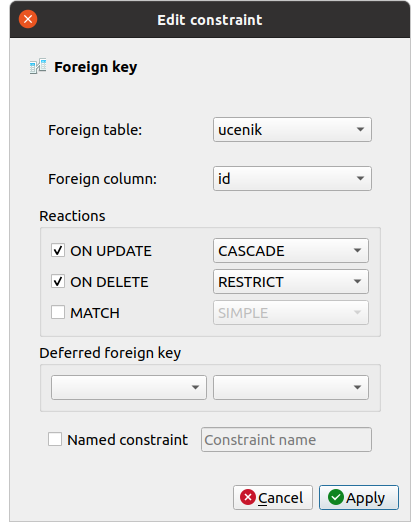 Edit constraint
Foreign key
Foreign table: ucenik
Foreign column: id
Reactions
ON UPDATE CASCADE
ON DELETE RESTRICT
MATCH SIMPLE
Deferred foreign key
Named constraint Constraint name
Cancel Apply